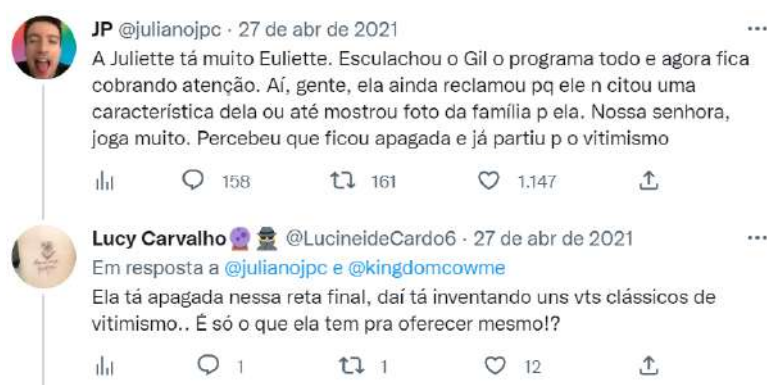 JP @julianojpc · 27 de abr de 2021
A Juliette tá muito Euliette. Esculachou o Gil o programa todo e agora fica
cobrando atenção. Aí, gente, ela ainda reclamou pq ele n citou uma
característica dela ou até mostrou foto da família p ela. Nossa senhora,
joga muito. Percebeu que ficou apagada e já partiu p o vitimismo
158 161 1.147
Lucy Carvalho🔮🕵️ @LucineideCardo6 · 27 de abr de 2021
Em resposta a @julianojpc e @kingdomcowme
Ela tá apagada nessa reta final, daí tá inventando uns vts clássicos de
vitimismo.. É só o que ela tem pra oferecer mesmo!?
1 1 12